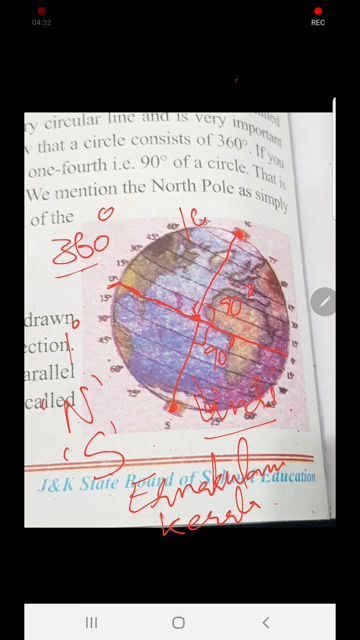 04:32
REC
ry circular line and is very important
that a circle consists of 360°. If you
one-fourth i.e. 90° of a circle. That is
We mention the North Pole as simply
of the
360°
drawn
ection.
arallel
called
1°
'N'
'S'
90°
90°
N
S
J&K State Board of School Education
Ernakulam
Kerala